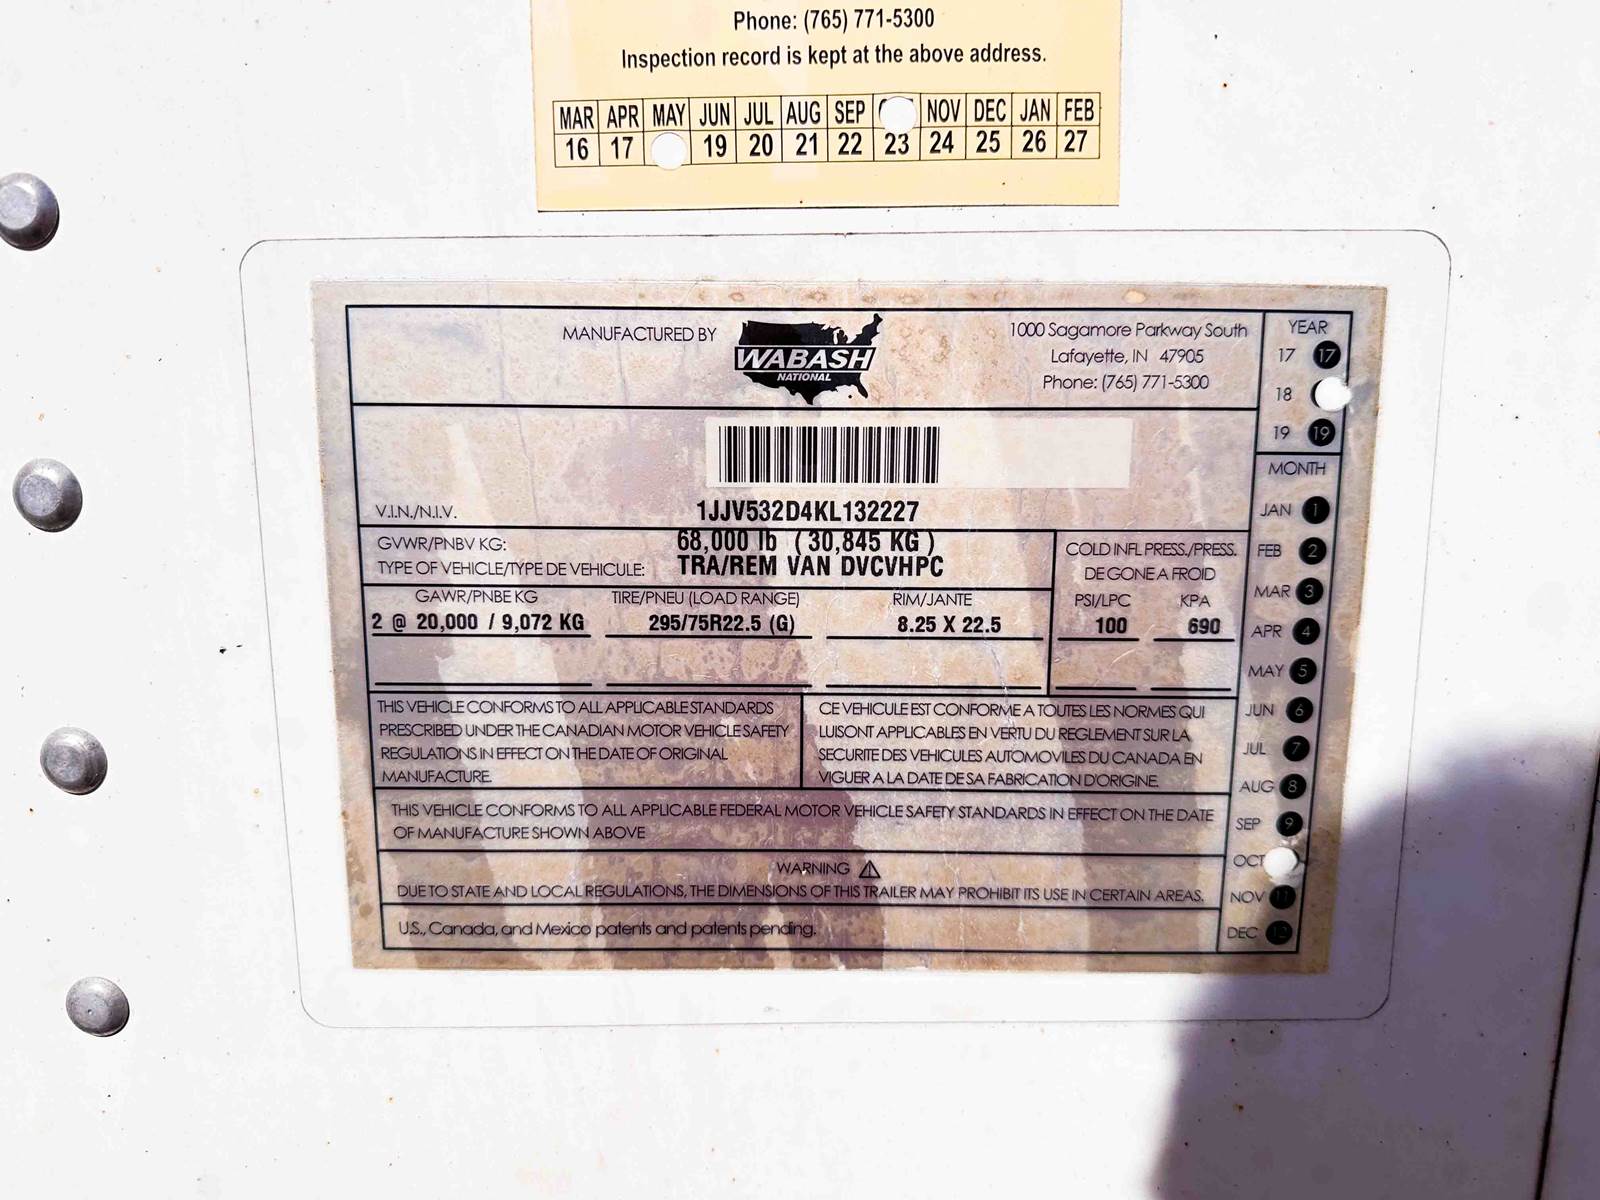 Phone: (765) 771-5300
Inspection record is kept at the above address.
MAR APR MAY JUN JUL AUG SEP NOV DEC JAN FEB
16 17 19 20 21 22 23 24 25 26 27
MANUFACTURED BY
WABASH
NATIONAL
1000 Sagamore Parkway South
Lafayette, IN 47905
Phone: (765) 771-5300
YEAR
17 17
18
19 19
V.I.N./N.I.V. 1JJV532D4KL132227
GVWR/PNBV KG: 68,000 lb ( 30,845 KG )
TYPE OF VEHICLE/TYPE DE VEHICULE: TRA/REM VAN DVCVHPC
COLD INFL PRESS./PRESS.
DE GONE A FROID
GAWR/PNBE KG TIRE/PNEU (LOAD RANGE) RIM/JANTE PSI/LPC KPA
2 @ 20,000 / 9,072 KG 295/75R22.5 (G) 8.25 X 22.5 100 690
THIS VEHICLE CONFORMS TO ALL APPLICABLE STANDARDS
PRESCRIBED UNDER THE CANADIAN MOTOR VEHICLE SAFETY
REGULATIONS IN EFFECT ON THE DATE OF ORIGINAL
MANUFACTURE.
CE VEHICULE EST CONFORME A TOUTES LES NORMES QUI
LUISONT APPLICABLES EN VERTU DU REGLEMENT SUR LA
SECURITE DES VEHICULES AUTOMOVILES DU CANADA EN
VIGUER A LA DATE DE SA FABRICATION D'ORIGINE.
THIS VEHICLE CONFORMS TO ALL APPLICABLE FEDERAL MOTOR VEHICLE SAFETY STANDARDS IN EFFECT ON THE DATE
OF MANUFACTURE SHOWN ABOVE
WARNING
DUE TO STATE AND LOCAL REGULATIONS, THE DIMENSIONS OF THIS TRAILER MAY PROHIBIT ITS USE IN CERTAIN AREAS.
U.S., Canada, and Mexico patents and patents pending.
MONTH
JAN 1
FEB 2
MAR 3
APR 4
MAY 5
JUN 6
JUL 7
AUG 8
SEP 9
OCT
NOV 11
DEC 12